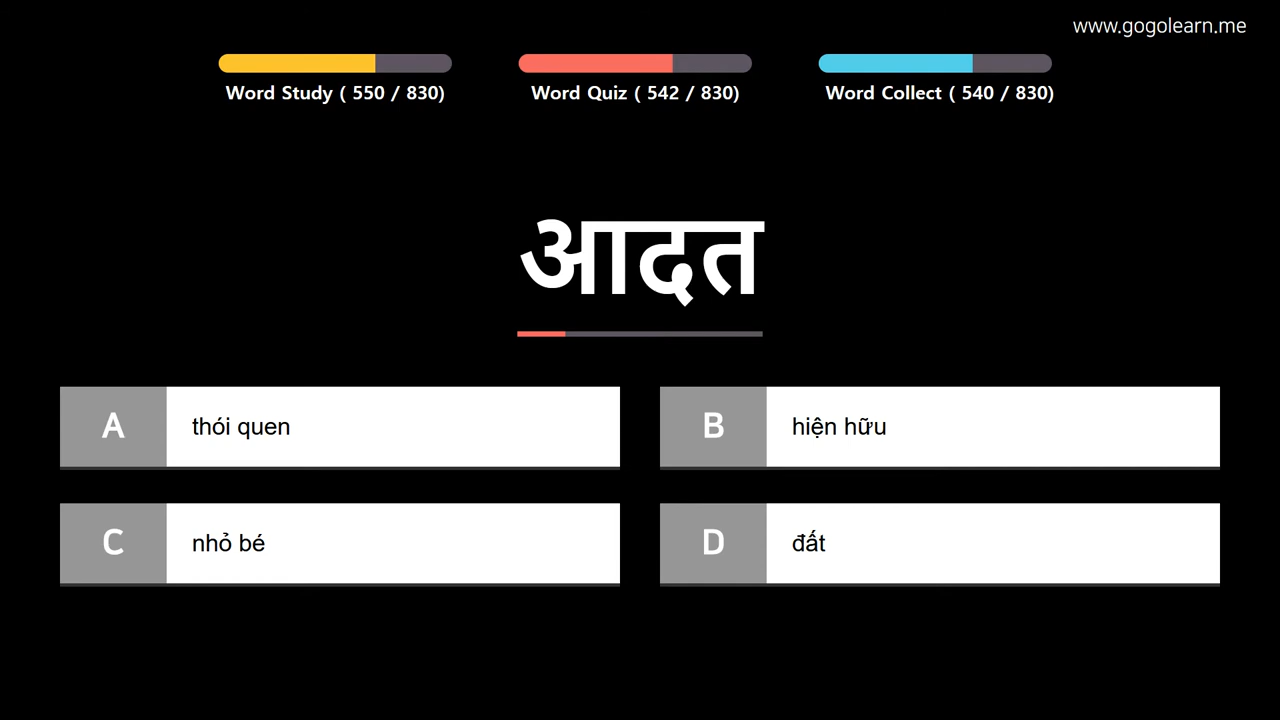 www.gogolearn.me
Word Study ( 550 / 830)
Word Quiz ( 542 / 830)
Word Collect ( 540 / 830)
आदत
A thói quen
B hiện hữu
C nhỏ bé
D đất